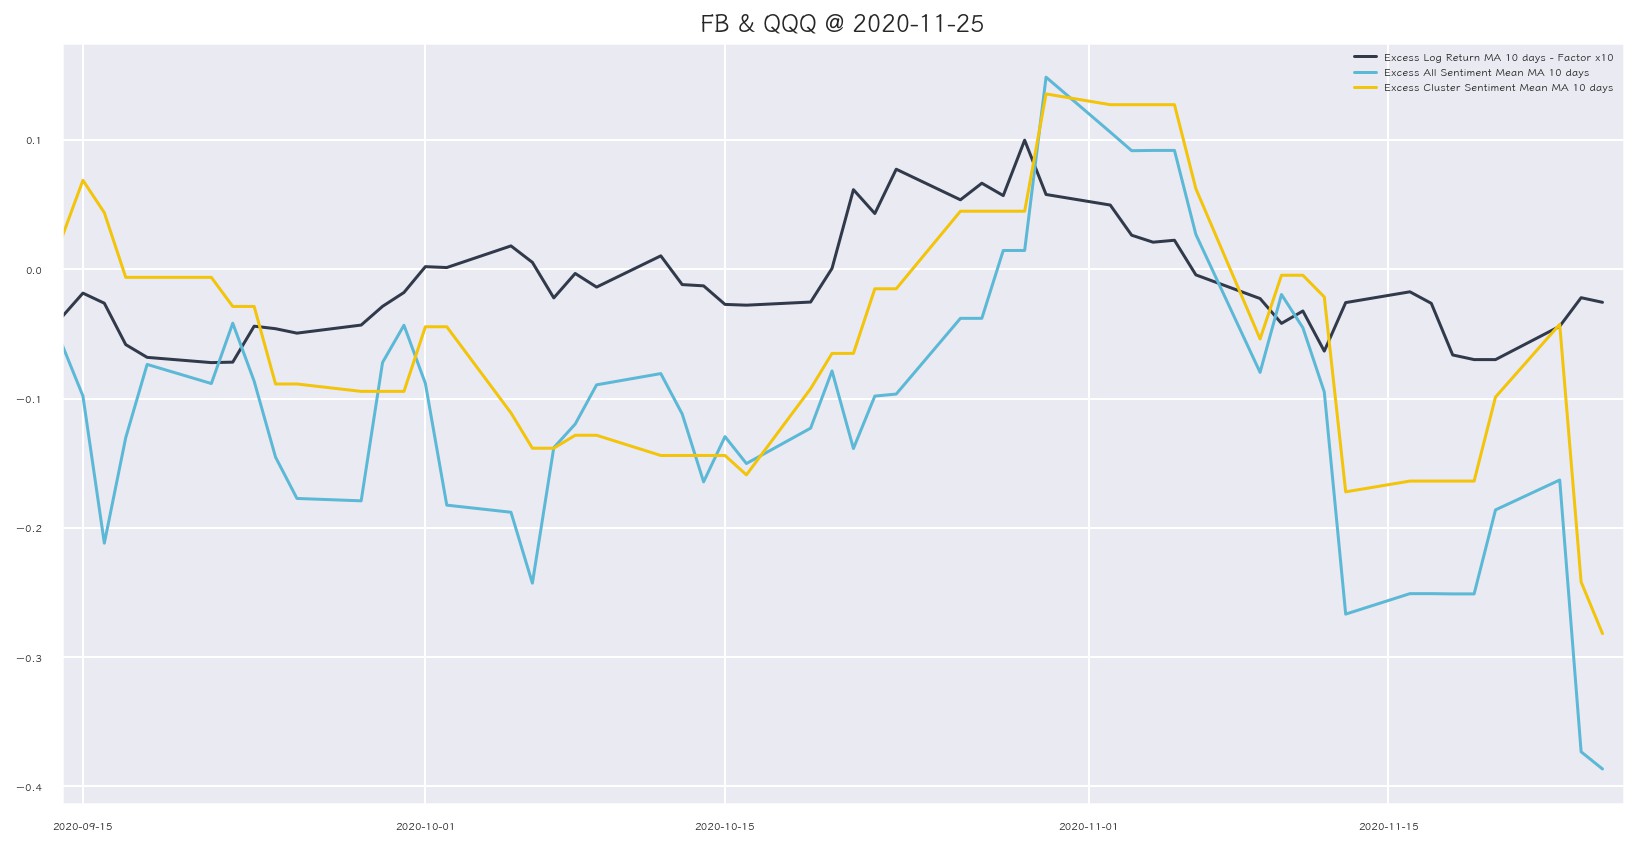 FB & QQQ @ 2020-11-25
Excess Log Return MA 10 days - Factor x10
Excess All Sentiment Mean MA 10 days
Excess Cluster Sentiment Mean MA 10 days
0.1
0.0
−0.1
−0.2
−0.3
−0.4
2020-09-15 2020-10-01 2020-10-15 2020-11-01 2020-11-15